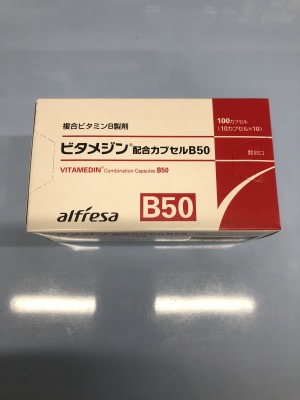 複合ビタミンB製剤
ビタメジン®配合カプセルB50
VITAMEDIN® Combination Capsules B50
100カプセル
(10カプセル×10)
開封口
alfresa
B50